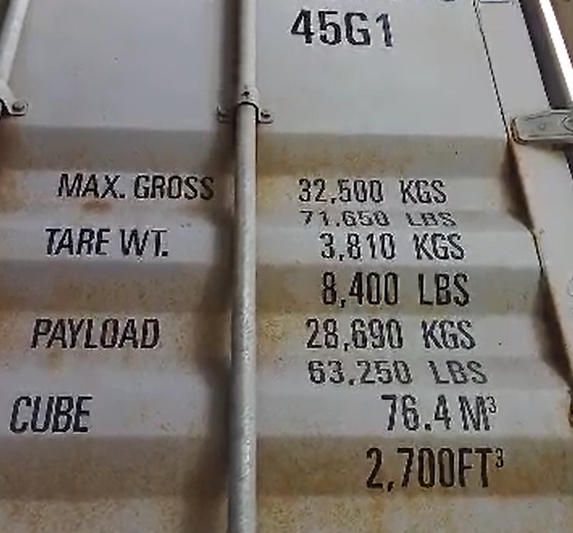 45G1
MAX. GROSS 32,500 KGS
71,650 LBS
TARE WT. 3,810 KGS
8,400 LBS
PAYLOAD 28,690 KGS
63,250 LBS
CUBE 76.4 M³
2,700FT³